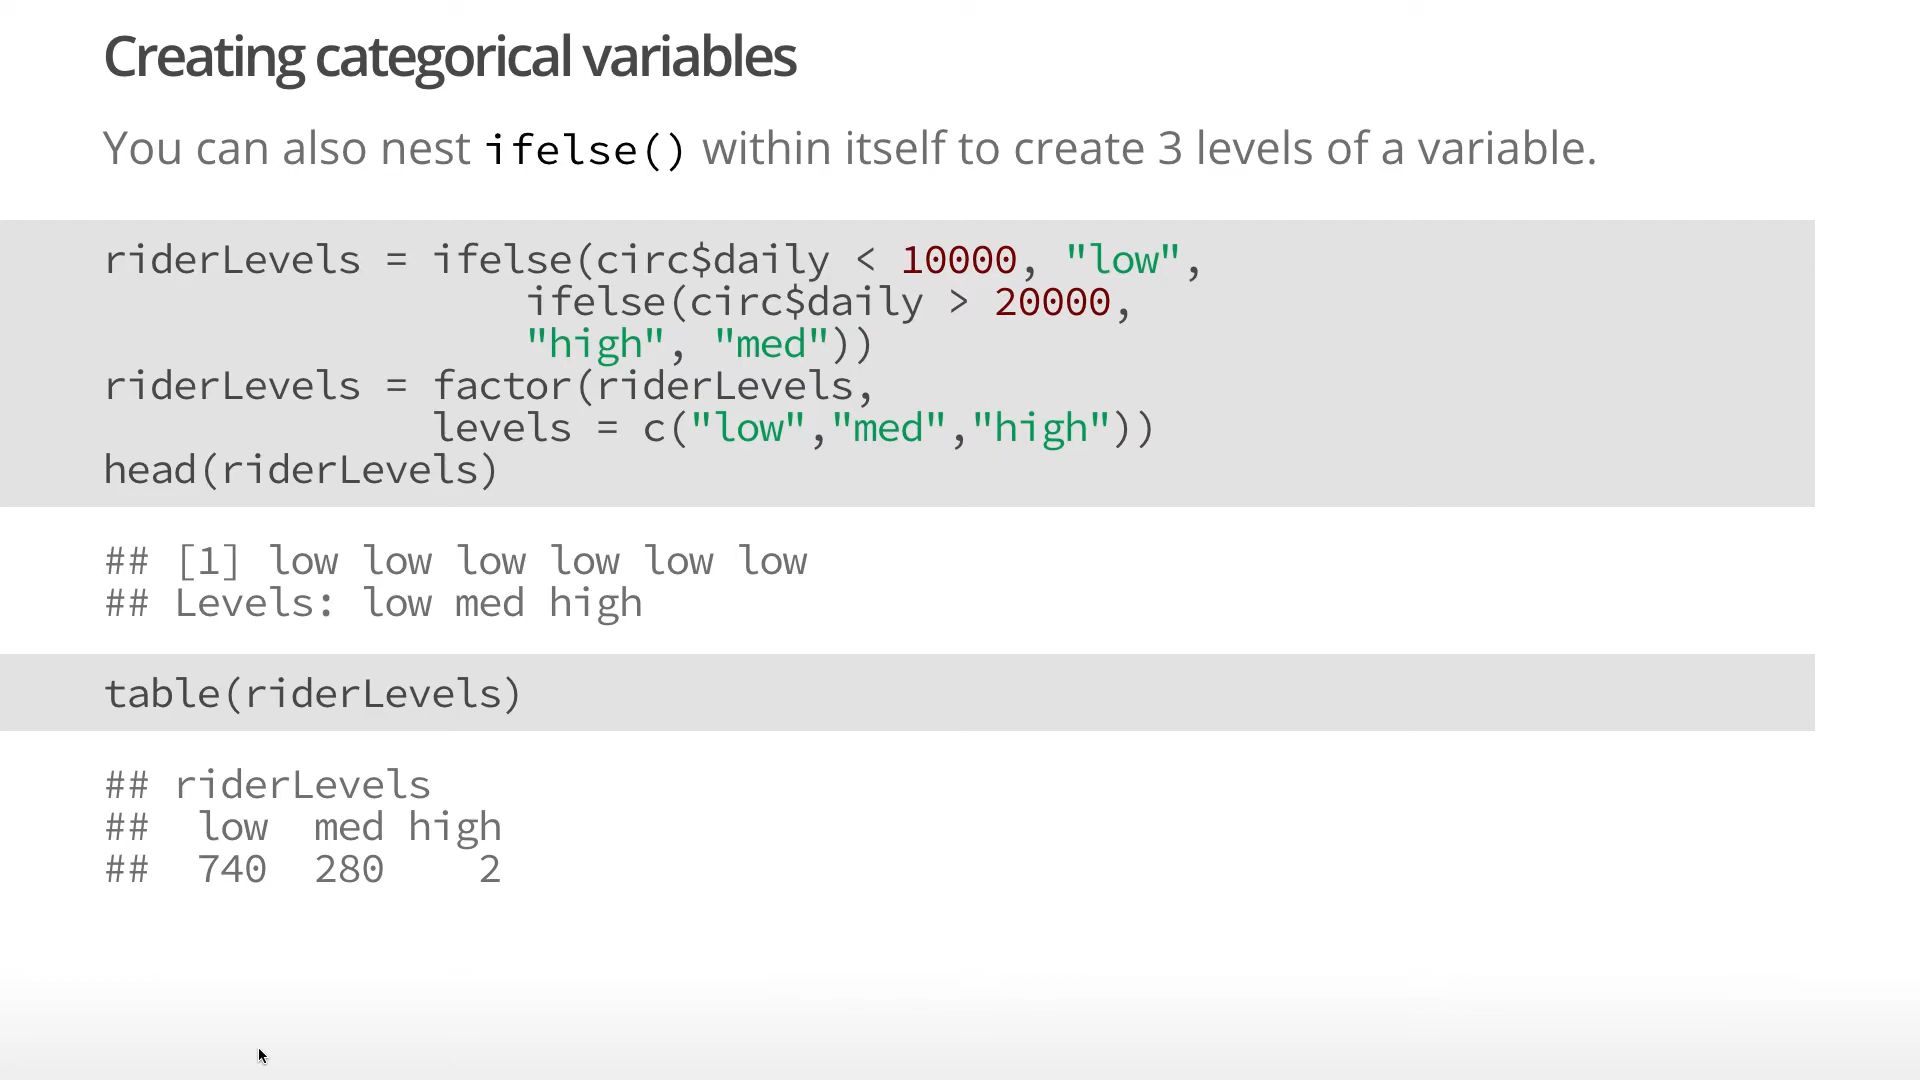 Creating categorical variables
You can also nest ifelse() within itself to create 3 levels of a variable.
riderLevels = ifelse(circ$daily < 10000, "low",
                  ifelse(circ$daily > 20000,
                  "high", "med"))
riderLevels = factor(riderLevels,
              levels = c("low","med","high"))
head(riderLevels)
## [1] low low low low low low
## Levels: low med high
table(riderLevels)
## riderLevels
##  low  med high
##  740  280    2